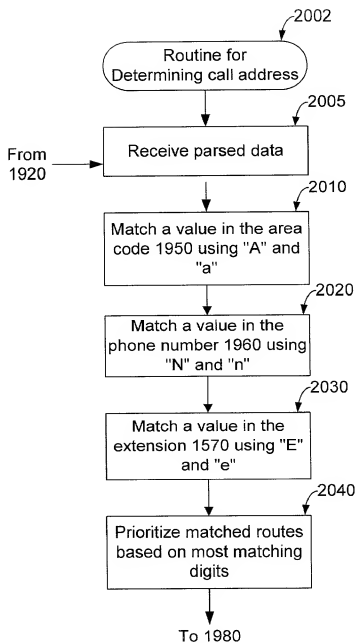 2002
Routine for
Determining call address
2005
From
1920
Receive parsed data
2010
Match a value in the area
code 1950 using "A" and
"a"
2020
Match a value in the
phone number 1960 using
"N" and "n"
2030
Match a value in the
extension 1570 using "E"
and "e"
2040
Prioritize matched routes
based on most matching
digits
To 1980